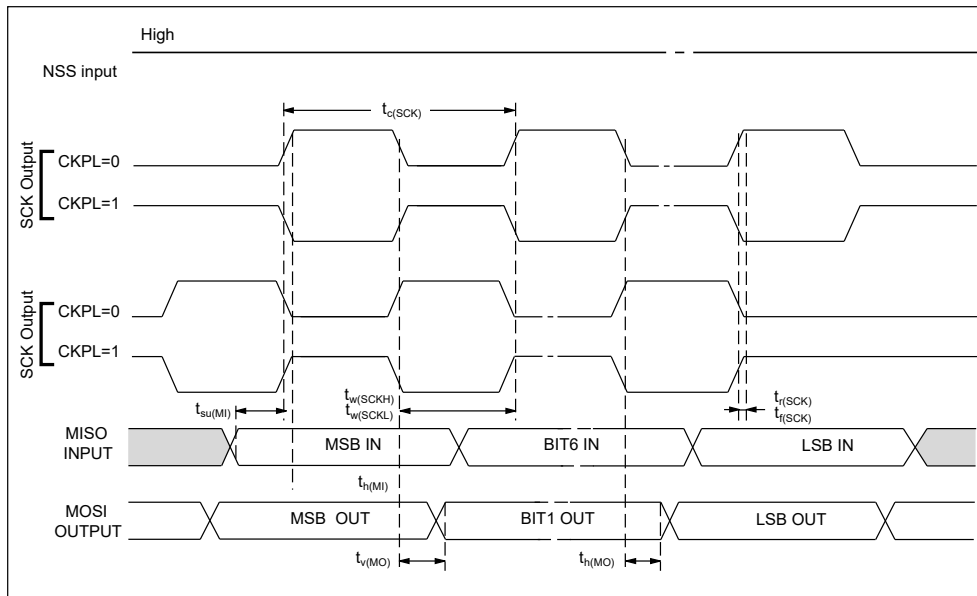 High
NSS input
tc(SCK)
SCK Output
CKPL=0
CKPL=1
SCK Output
CKPL=0
CKPL=1
tsu(MI)
tw(SCKH)
tw(SCKL)
tr(SCK)
tf(SCK)
MISO
INPUT
MSB IN
BIT6 IN
LSB IN
th(MI)
MOSI
OUTPUT
MSB OUT
BIT1 OUT
LSB OUT
tv(MO)
th(MO)